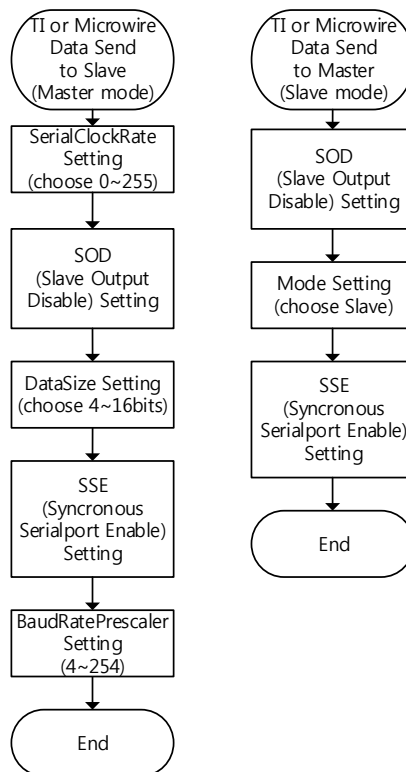 TI or Microwire
Data Send
to Slave
(Master mode)
SerialClockRate
Setting
(choose 0~255)
SOD
(Slave Output
Disable) Setting
DataSize Setting
(choose 4~16bits)
SSE
(Syncronous
Serialport Enable)
Setting
BaudRatePrescaler
Setting
(4~254)
End
TI or Microwire
Data Send
to Master
(Slave mode)
SOD
(Slave Output
Disable) Setting
Mode Setting
(choose Slave)
SSE
(Syncronous
Serialport Enable)
Setting
End